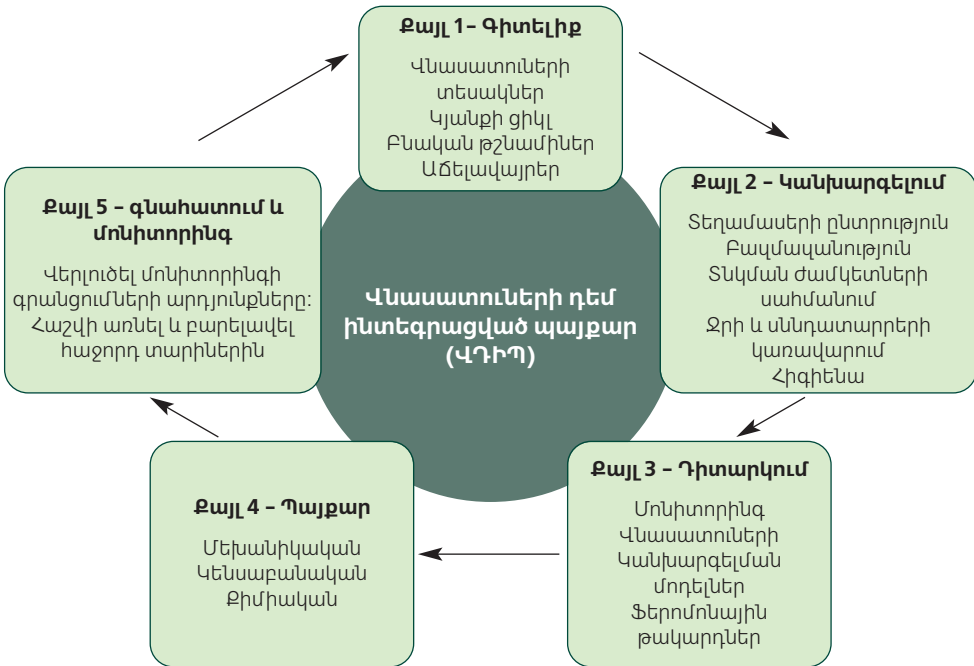 Քայլ 1– Գիտելիք
Վնասատուների
տեսակներ
Կյանքի ցիկլ
Բնական թշնամիներ
Աճելավայրեր
Քայլ 2 – Կանխարգելում
Տեղամասերի ընտրություն
Բազմազանություն
Տնկման ժամկետների
սահմանում
Ջրի և սննդատարրերի
կառավարում
Հիգիենա
Քայլ 3 – Դիտարկում
Մոնիտորինգ
Վնասատուների
Կանխարգելման
մոդելներ
Ֆերոմոնային
թակարդներ
Քայլ 4 – Պայքար
Մեխանիկական
Կենսաբանական
Քիմիական
Քայլ 5 – գնահատում և
մոնիտորինգ
Վերլուծել մոնիտորինգի
գրանցումների արդյունքները:
Հաշվի առնել և բարելավել
հաջորդ տարիներին
Վնասատուների դեմ
ինտեգրացված պայքար
(ՎԴԻՊ)